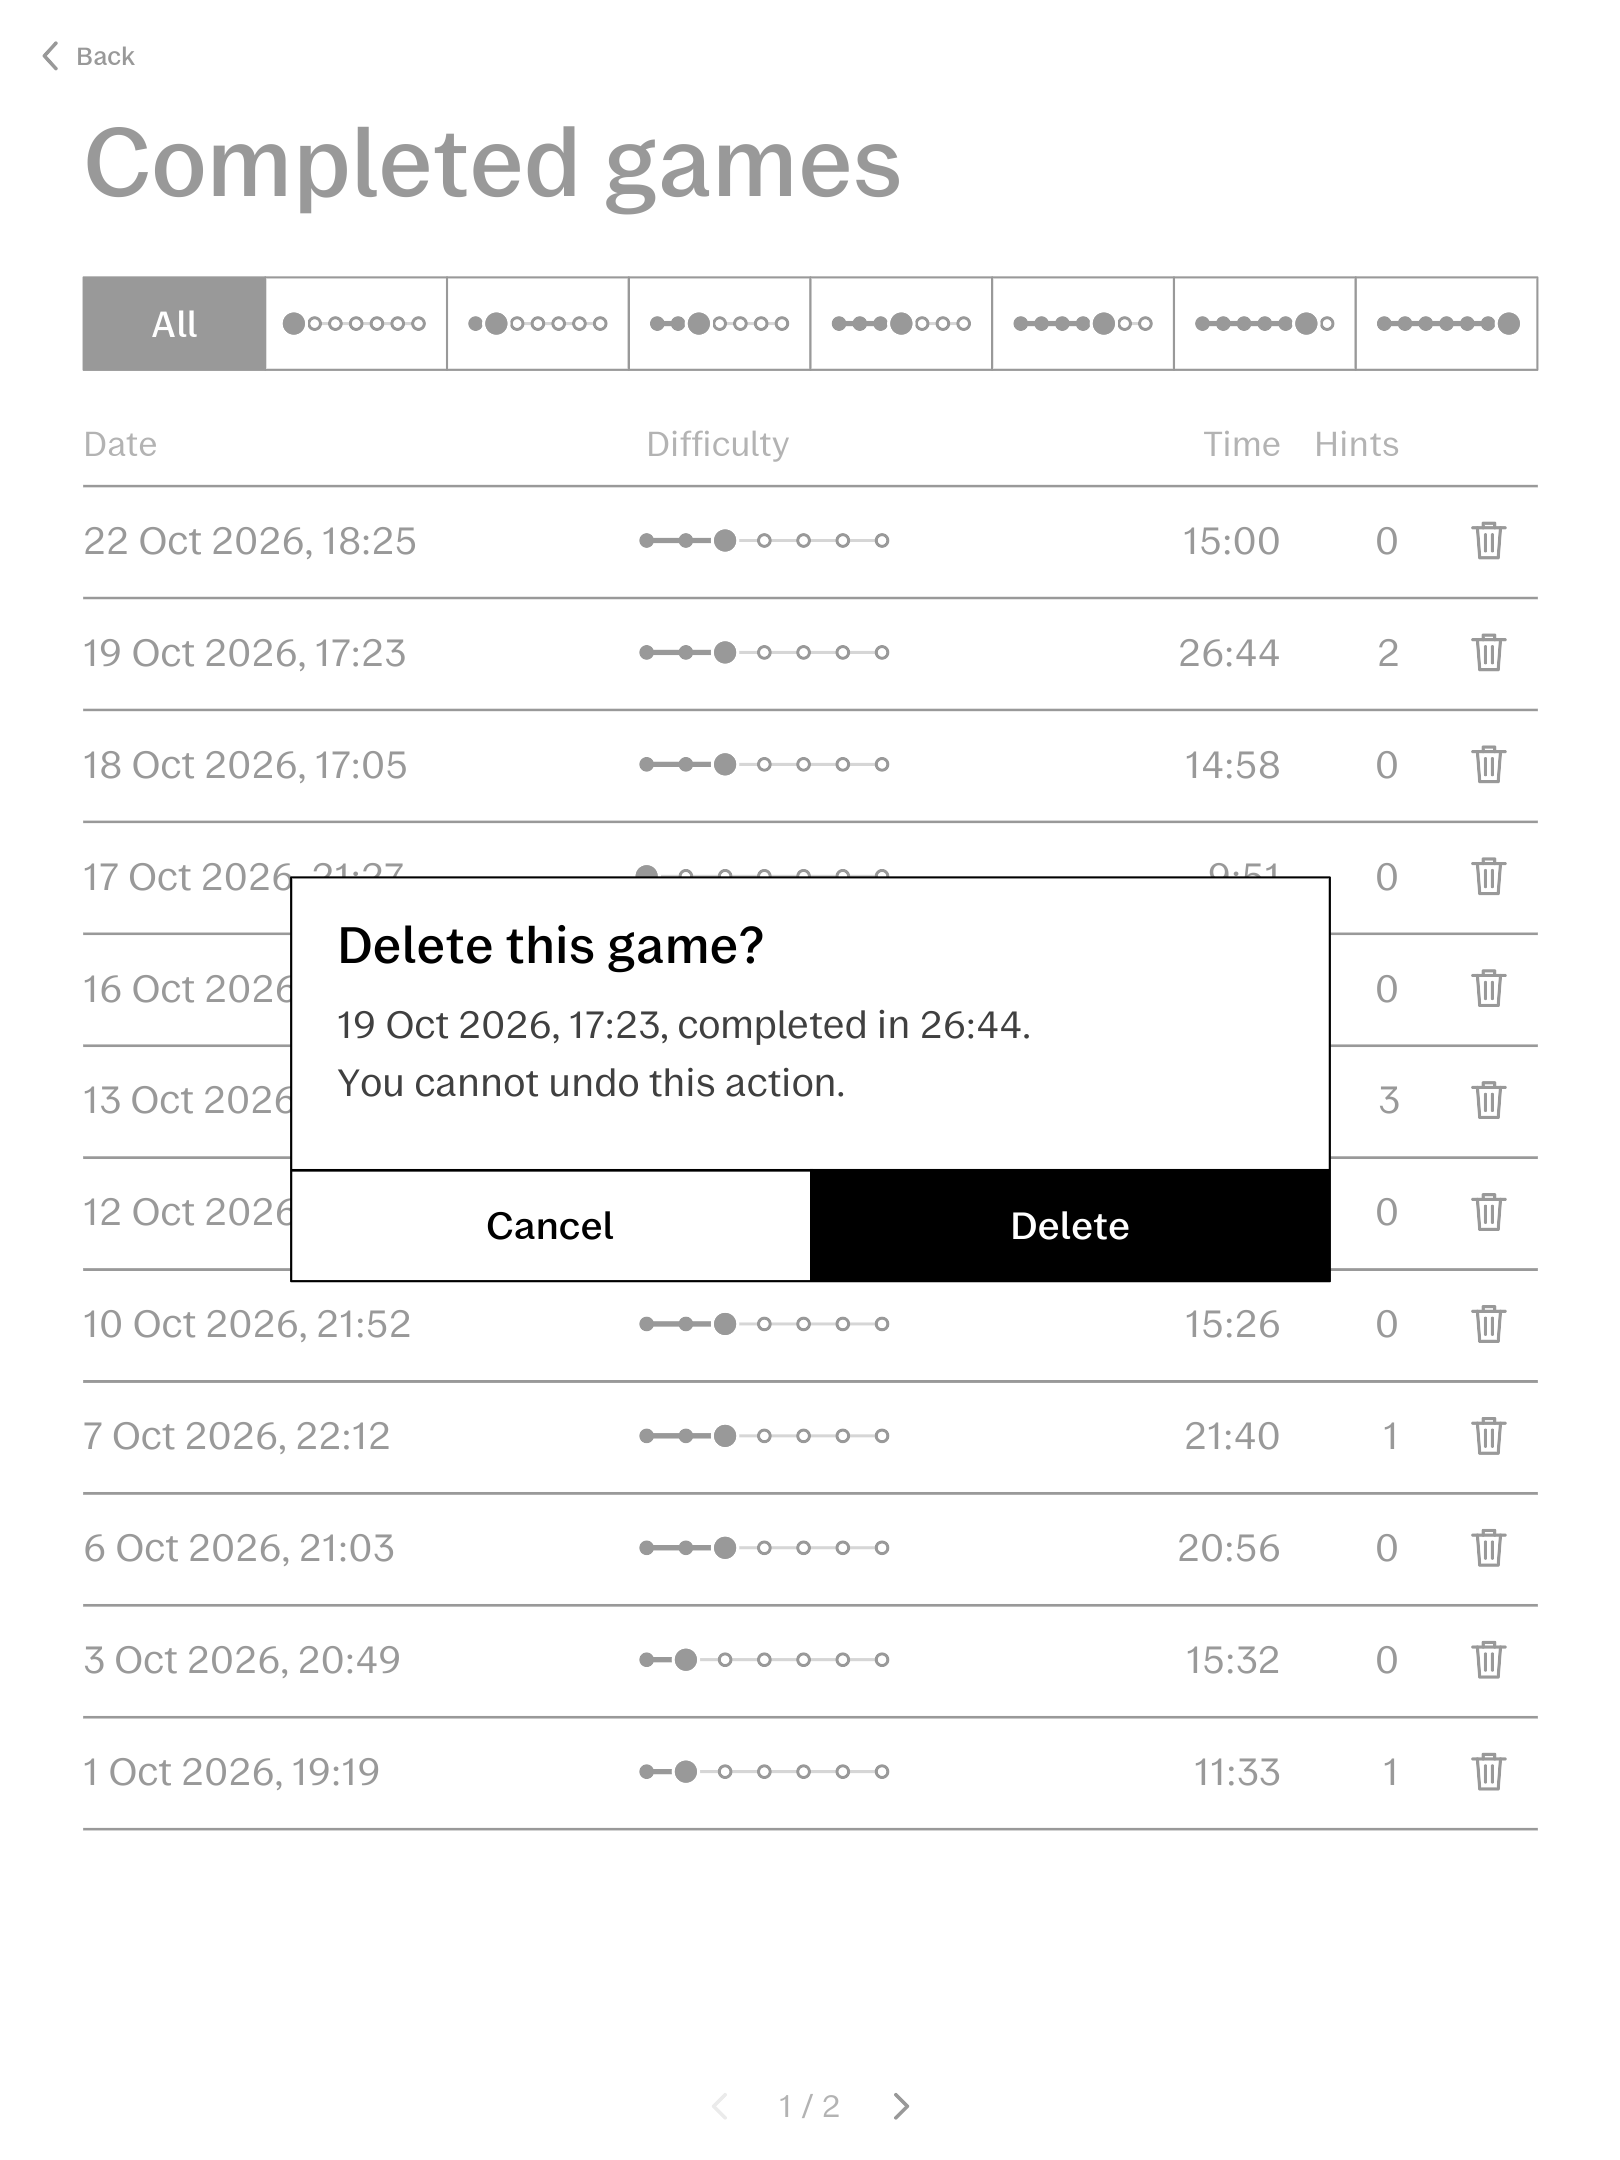 Back
Completed games
All
Date Difficulty Time Hints
22 Oct 2026, 18:25 15:00 0
19 Oct 2026, 17:23 26:44 2
18 Oct 2026, 17:05 14:58 0
17 Oct 2026, 21:27 9:51 0
16 Oct 2026 0
13 Oct 2026 3
12 Oct 2026 0
Delete this game?
19 Oct 2026, 17:23, completed in 26:44.
You cannot undo this action.
Cancel Delete
10 Oct 2026, 21:52 15:26 0
7 Oct 2026, 22:12 21:40 1
6 Oct 2026, 21:03 20:56 0
3 Oct 2026, 20:49 15:32 0
1 Oct 2026, 19:19 11:33 1
1 / 2